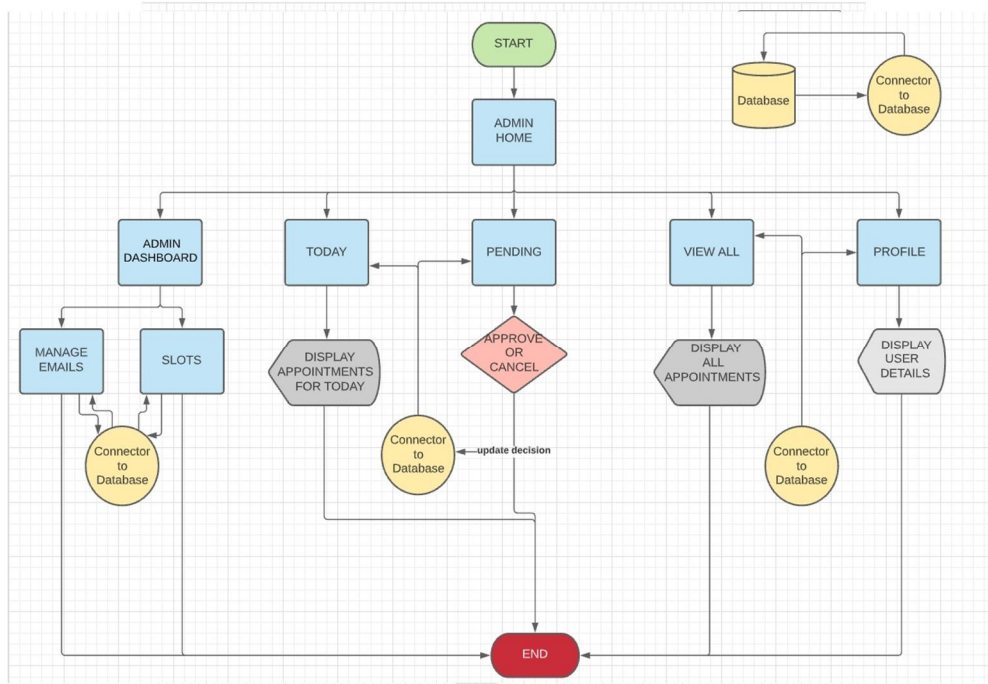 START
Database
Connector
to
Database
ADMIN
HOME
ADMIN
DASHBOARD
TODAY
PENDING
VIEW ALL
PROFILE
MANAGE
EMAILS
SLOTS
DISPLAY
APPOINTMENTS
FOR TODAY
APPROVE
OR
CANCEL
DISPLAY
ALL
APPOINTMENTS
DISPLAY
USER
DETAILS
Connector
to
Database
Connector
to
Database
update decision
Connector
to
Database
END